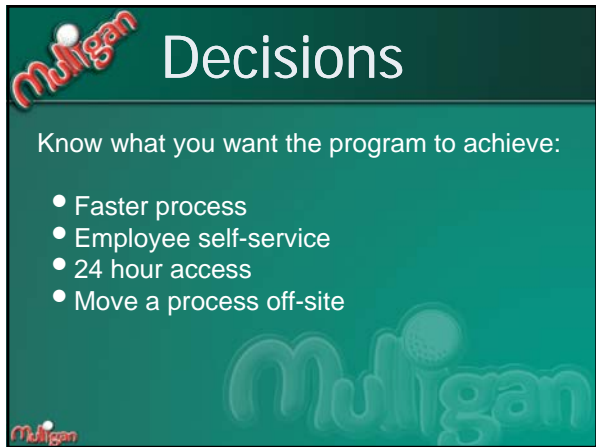 Mulligan
Decisions
Know what you want the program to achieve:
• Faster process
• Employee self-service
• 24 hour access
• Move a process off-site
Mulligan
Mulligan